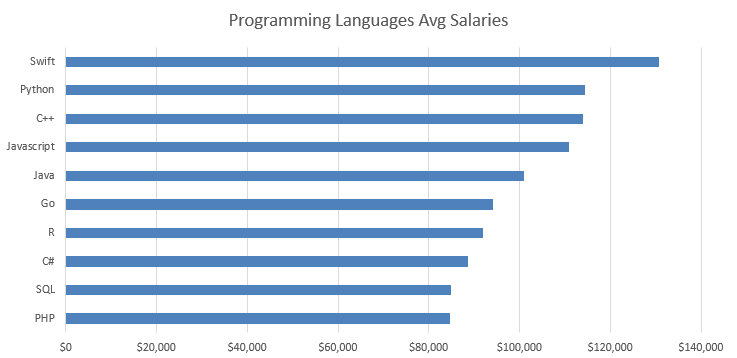 Programming Languages Avg Salaries
Swift
Python
C++
Javascript
Java
Go
R
C#
SQL
PHP
$0 $20,000 $40,000 $60,000 $80,000 $100,000 $120,000 $140,000